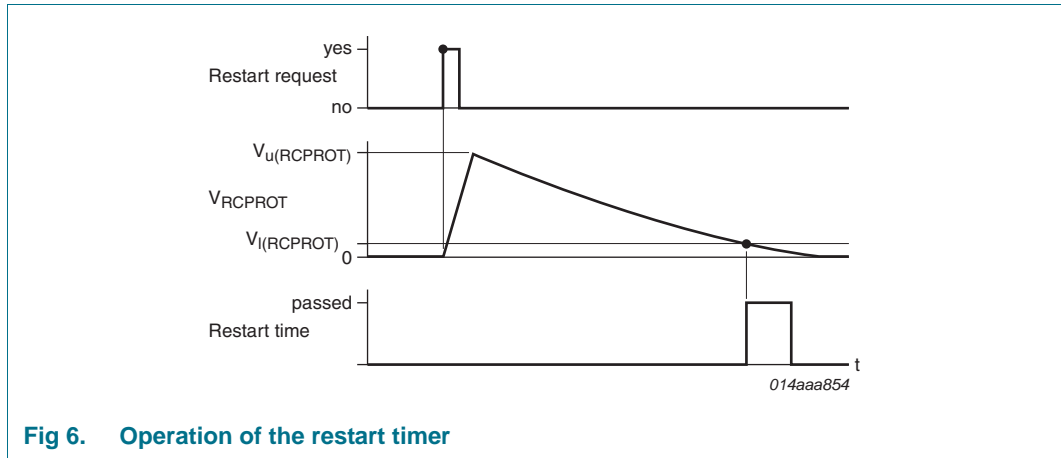 yes
Restart request
no
Vu(RCPROT)
VRCPROT
Vl(RCPROT)
0
passed
Restart time
t
014aaa854
Fig 6. Operation of the restart timer